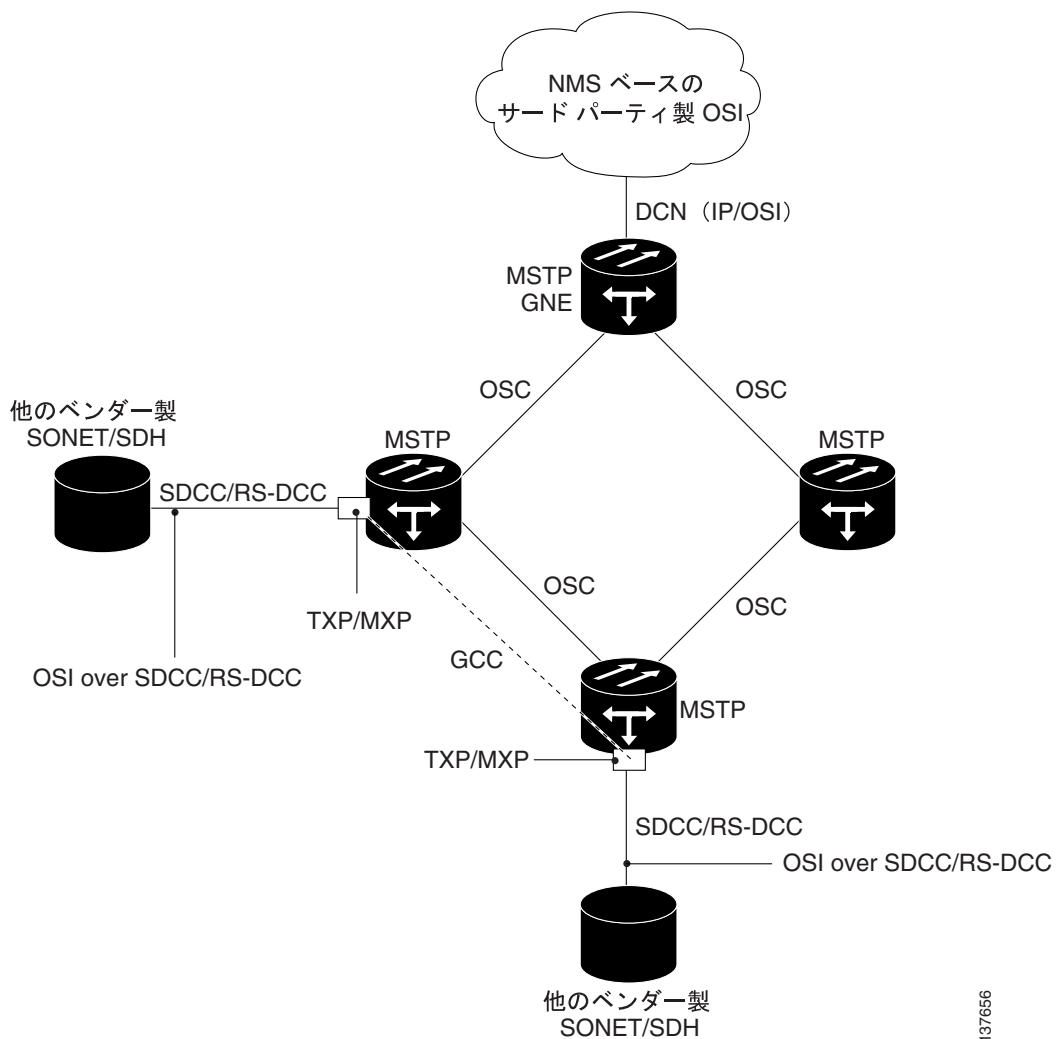 NMS ベースの
サード パーティ製 OSI
DCN（IP/OSI）
MSTP
GNE
OSC
OSC
他のベンダー製
SONET/SDH
MSTP
MSTP
SDCC/RS-DCC
OSC
OSC
TXP/MXP
GCC
OSI over SDCC/RS-DCC
MSTP
TXP/MXP
SDCC/RS-DCC
OSI over SDCC/RS-DCC
他のベンダー製
SONET/SDH
137656